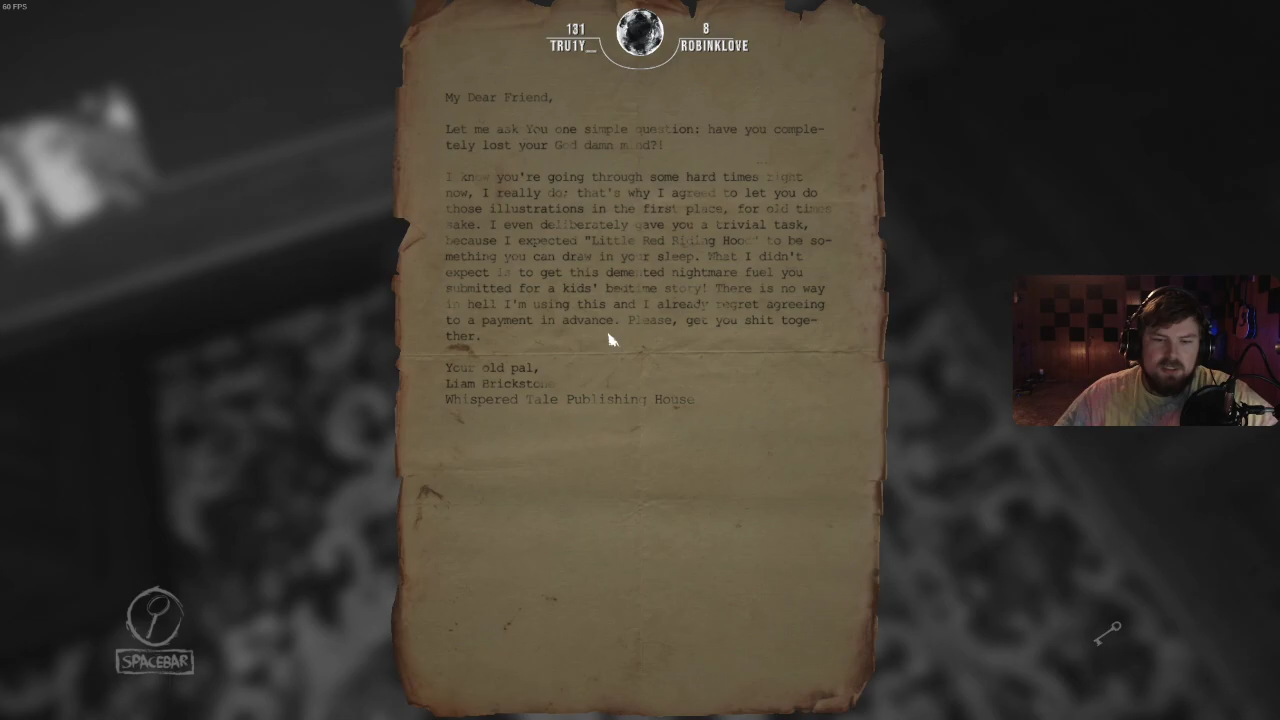 60 FPS
131
8
TRU1Y__
ROBINKLOVE
My Dear Friend,
Let me ask You one simple question: have you comple-
tely lost your God damn mind?!
I know you're going through some hard times right
now, I really do; that's why I agreed to let you do
those illustrations in the first place, for old times
sake. I even deliberately gave you a trivial task,
because I expected "Little Red Riding Hood" to be so-
mething you can draw in your sleep. What I didn't
expect is to get this demented nightmare fuel you
submitted for a kids' bedtime story! There is no way
in hell I'm using this and I already regret agreeing
to a payment in advance. Please, get you shit toge-
ther.
Your old pal,
Liam Brickstone
Whispered Tale Publishing House
SPACEBAR